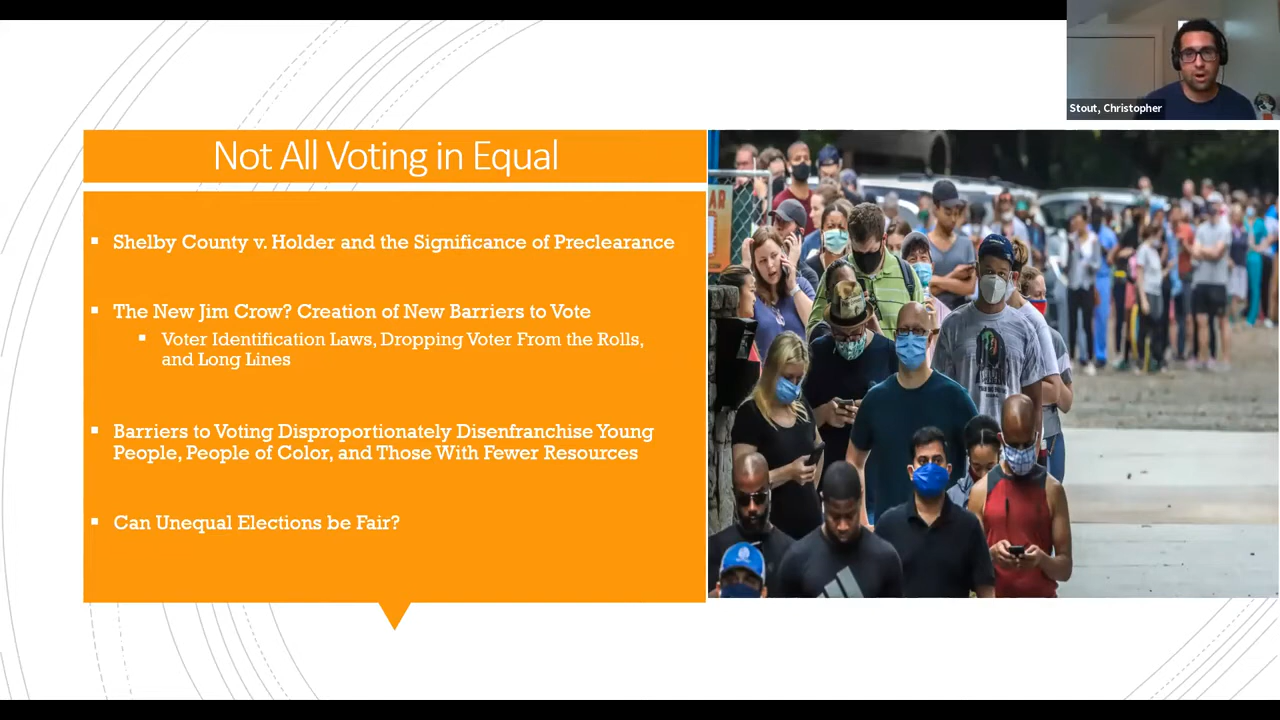 Stout, Christopher
Not All Voting in Equal
Shelby County v. Holder and the Significance of Preclearance
The New Jim Crow? Creation of New Barriers to Vote
Voter Identification Laws, Dropping Voter From the Rolls,
and Long Lines
Barriers to Voting Disproportionately Disenfranchise Young
People, People of Color, and Those With Fewer Resources
Can Unequal Elections be Fair?